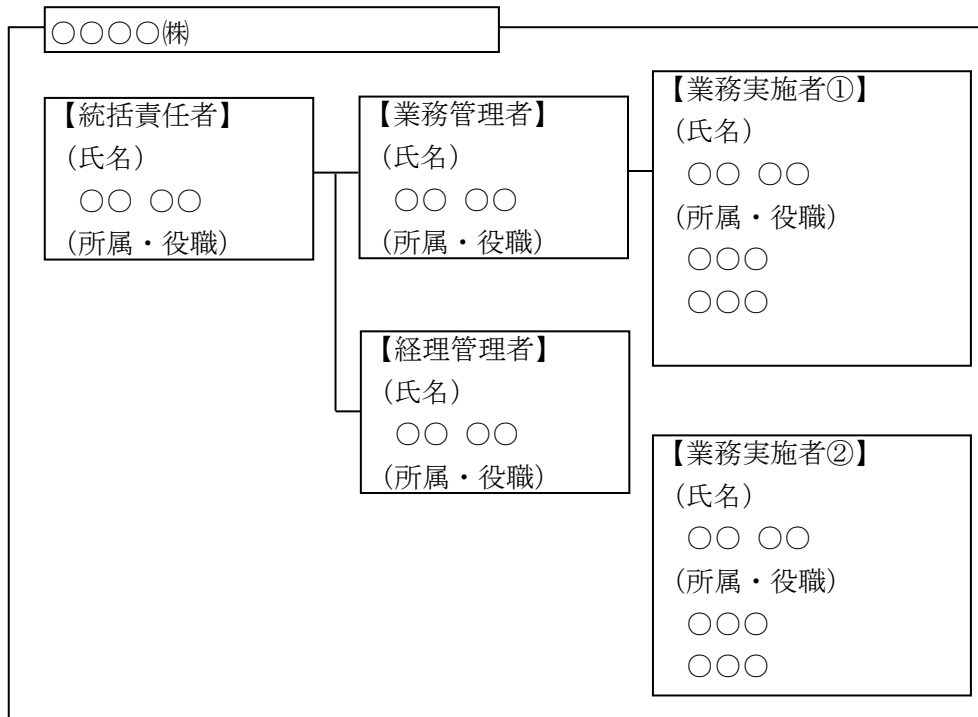 ○○○○㈱
【統括責任者】
(氏名)
○○ ○○
(所属・役職)
【業務管理者】
(氏名)
○○ ○○
(所属・役職)
【業務実施者①】
(氏名)
○○ ○○
(所属・役職)
○○○
○○○
【経理管理者】
(氏名)
○○ ○○
(所属・役職)
【業務実施者②】
(氏名)
○○ ○○
(所属・役職)
○○○
○○○